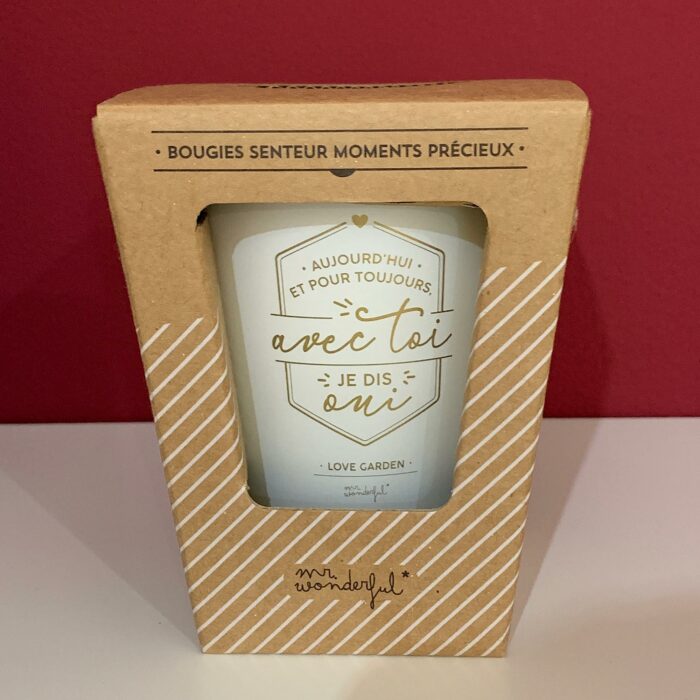 • BOUGIES SENTEUR MOMENTS PRÉCIEUX •
• AUJOURD'HUI •
ET POUR TOUJOURS,
avec toi
JE DIS
oui
• LOVE GARDEN •
mr.
wonderful*
mr.
wonderful*